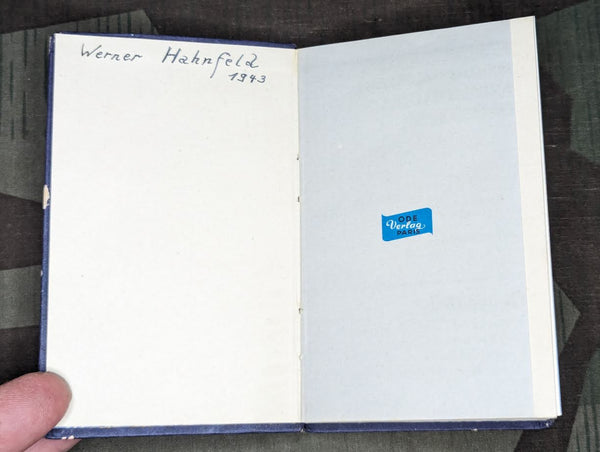 Werner Hahnfeld
1943
ODE
Verlag
PARIS